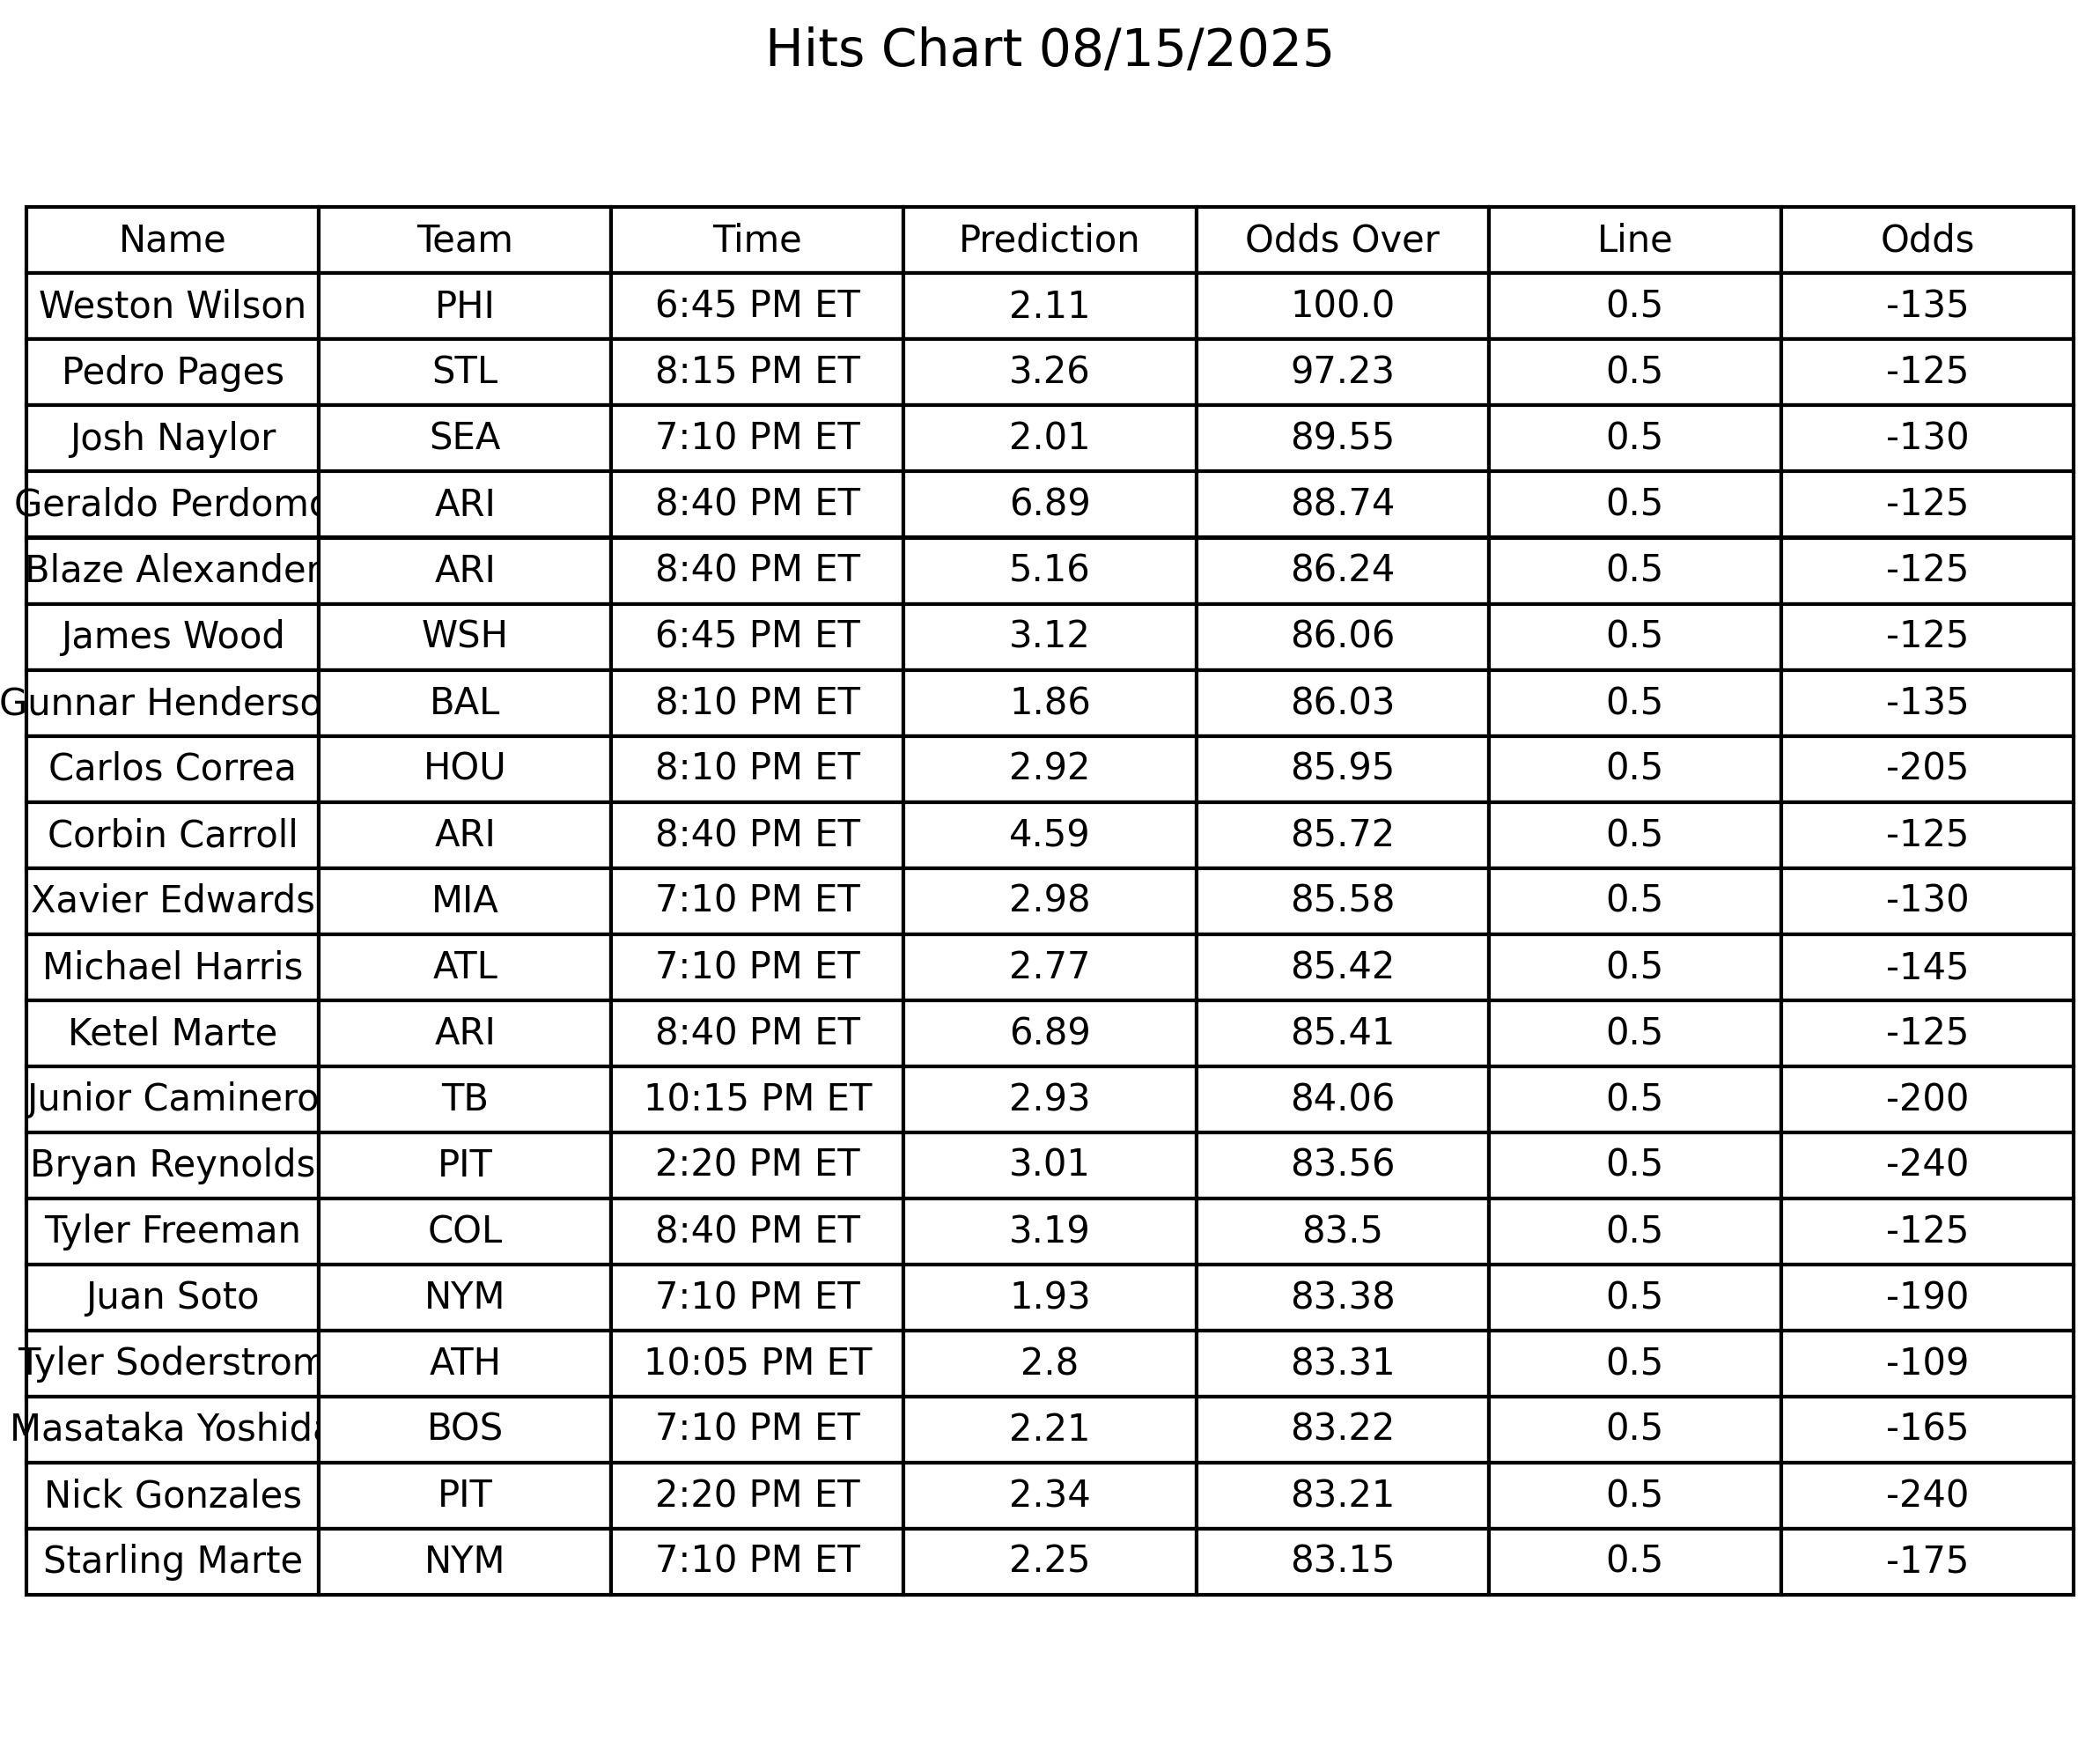 Hits Chart 08/15/2025
Name Team Time Prediction Odds Over Line Odds
Weston Wilson PHI 6:45 PM ET 2.11 100.0 0.5 -135
Pedro Pages STL 8:15 PM ET 3.26 97.23 0.5 -125
Josh Naylor SEA 7:10 PM ET 2.01 89.55 0.5 -130
Geraldo Perdomo ARI 8:40 PM ET 6.89 88.74 0.5 -125
Blaze Alexander ARI 8:40 PM ET 5.16 86.24 0.5 -125
James Wood WSH 6:45 PM ET 3.12 86.06 0.5 -125
Gunnar Henderso BAL 8:10 PM ET 1.86 86.03 0.5 -135
Carlos Correa HOU 8:10 PM ET 2.92 85.95 0.5 -205
Corbin Carroll ARI 8:40 PM ET 4.59 85.72 0.5 -125
Xavier Edwards MIA 7:10 PM ET 2.98 85.58 0.5 -130
Michael Harris ATL 7:10 PM ET 2.77 85.42 0.5 -145
Ketel Marte ARI 8:40 PM ET 6.89 85.41 0.5 -125
Junior Caminero TB 10:15 PM ET 2.93 84.06 0.5 -200
Bryan Reynolds PIT 2:20 PM ET 3.01 83.56 0.5 -240
Tyler Freeman COL 8:40 PM ET 3.19 83.5 0.5 -125
Juan Soto NYM 7:10 PM ET 1.93 83.38 0.5 -190
Tyler Soderstrom ATH 10:05 PM ET 2.8 83.31 0.5 -109
Masataka Yoshida BOS 7:10 PM ET 2.21 83.22 0.5 -165
Nick Gonzales PIT 2:20 PM ET 2.34 83.21 0.5 -240
Starling Marte NYM 7:10 PM ET 2.25 83.15 0.5 -175